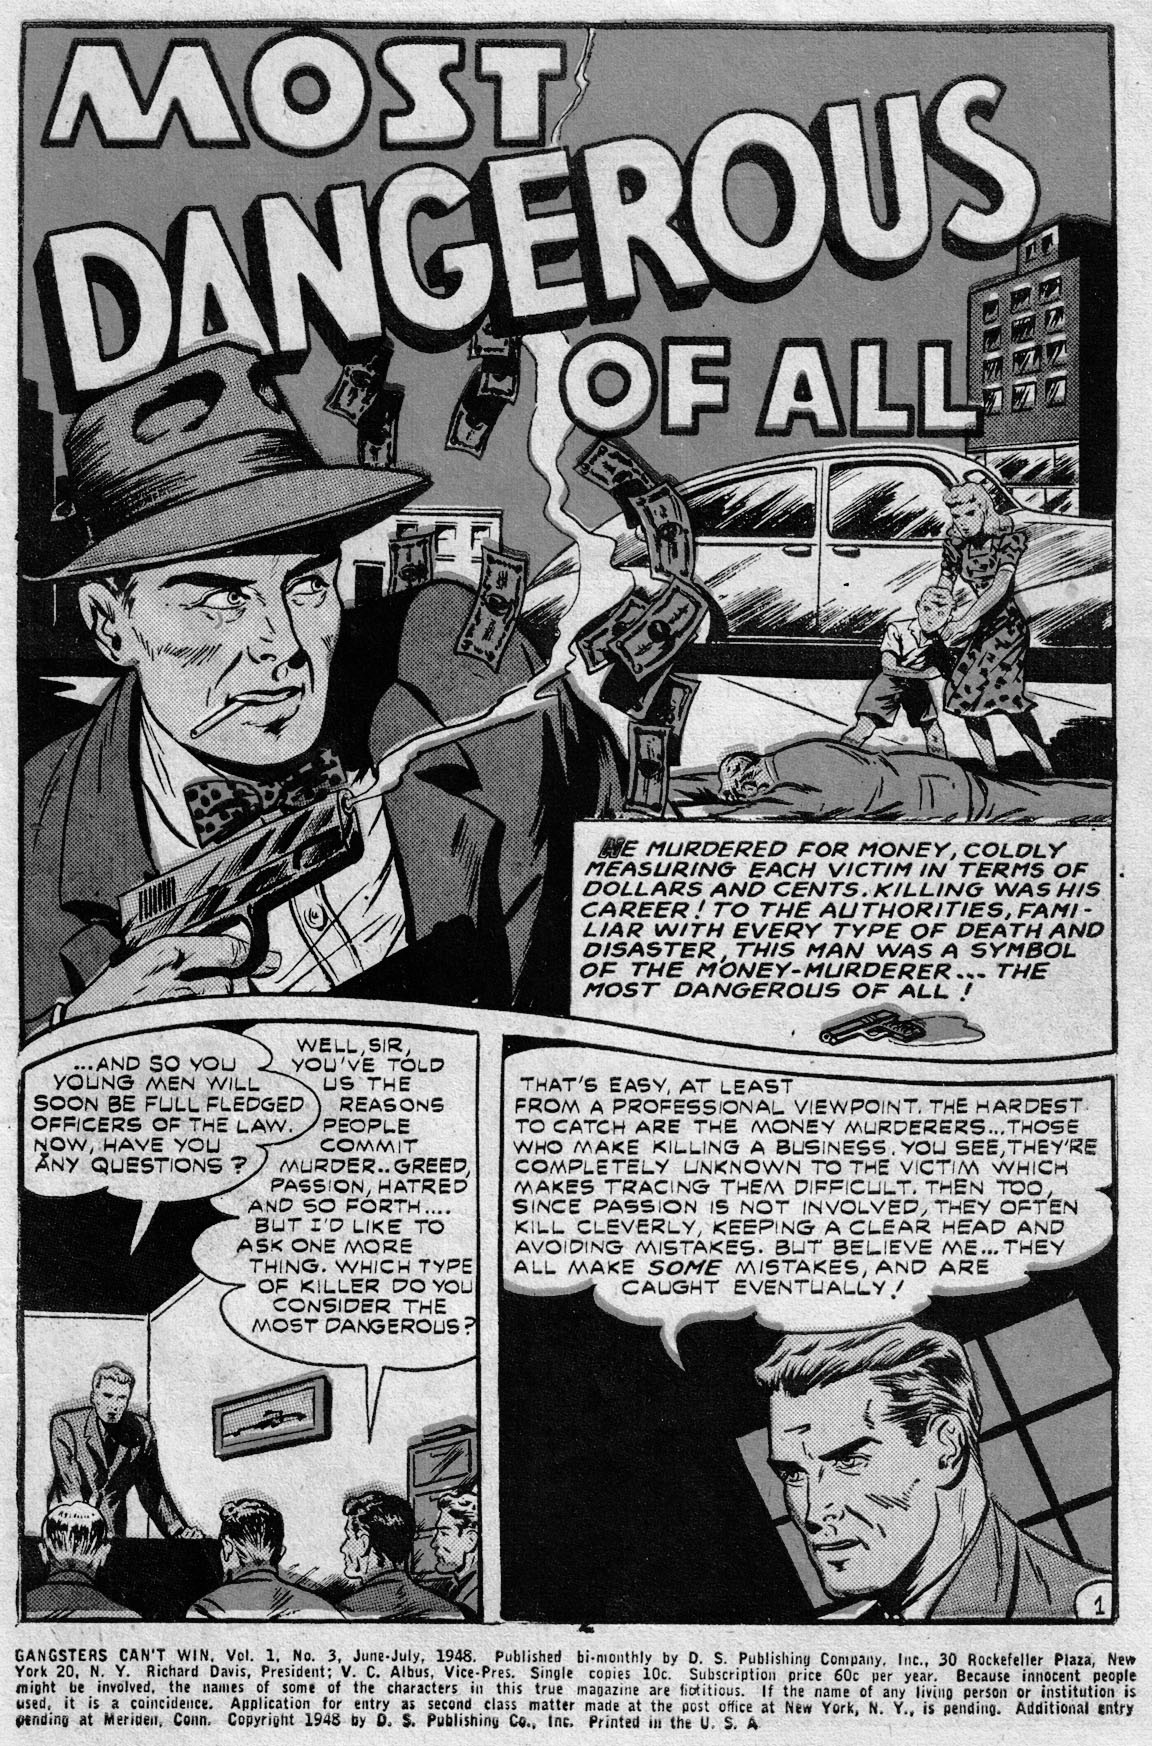 MOST
DANGEROUS
OF ALL
HE MURDERED FOR MONEY, COLDLY
MEASURING EACH VICTIM IN TERMS OF
DOLLARS AND CENTS. KILLING WAS HIS
CAREER! TO THE AUTHORITIES, FAMI-
LIAR WITH EVERY TYPE OF DEATH AND
DISASTER, THIS MAN WAS A SYMBOL
OF THE MONEY-MURDERER... THE
MOST DANGEROUS OF ALL!
...AND SO YOU
YOUNG MEN WILL
SOON BE FULL FLEDGED
OFFICERS OF THE LAW.
NOW, HAVE YOU
ANY QUESTIONS?
WELL, SIR,
YOU'VE TOLD
US THE
REASONS
PEOPLE
COMMIT
MURDER.. GREED,
PASSION, HATRED
AND SO FORTH....
BUT I'D LIKE TO
ASK ONE MORE
THING. WHICH TYPE
OF KILLER DO YOU
CONSIDER THE
MOST DANGEROUS?
THAT'S EASY, AT LEAST
FROM A PROFESSIONAL VIEWPOINT. THE HARDEST
TO CATCH ARE THE MONEY MURDERERS...THOSE
WHO MAKE KILLING A BUSINESS. YOU SEE, THEY'RE
COMPLETELY UNKNOWN TO THE VICTIM WHICH
MAKES TRACING THEM DIFFICULT. THEN TOO,
SINCE PASSION IS NOT INVOLVED, THEY OFTEN
KILL CLEVERLY, KEEPING A CLEAR HEAD AND
AVOIDING MISTAKES. BUT BELIEVE ME...THEY
ALL MAKE SOME MISTAKES, AND ARE
CAUGHT EVENTUALLY!
1
GANGSTERS CAN'T WIN, Vol. 1, No. 3, June-July, 1948. Published bi-monthly by D. S. Publishing Company, Inc., 30 Rockefeller Plaza, New
York 20, N. Y. Richard Davis, President; V. C. Albus, Vice-Pres. Single copies 10c. Subscription price 60c per year. Because innocent people
might be involved, the names of some of the characters in this true magazine are fictitious. If the name of any living person or institution is
used, it is a coincidence. Application for entry as second class matter made at the post office at New York, N. Y., is pending. Additional entry
pending at Meriden, Conn. Copyright 1948 by D. S. Publishing Co., Inc. Printed in the U. S. A